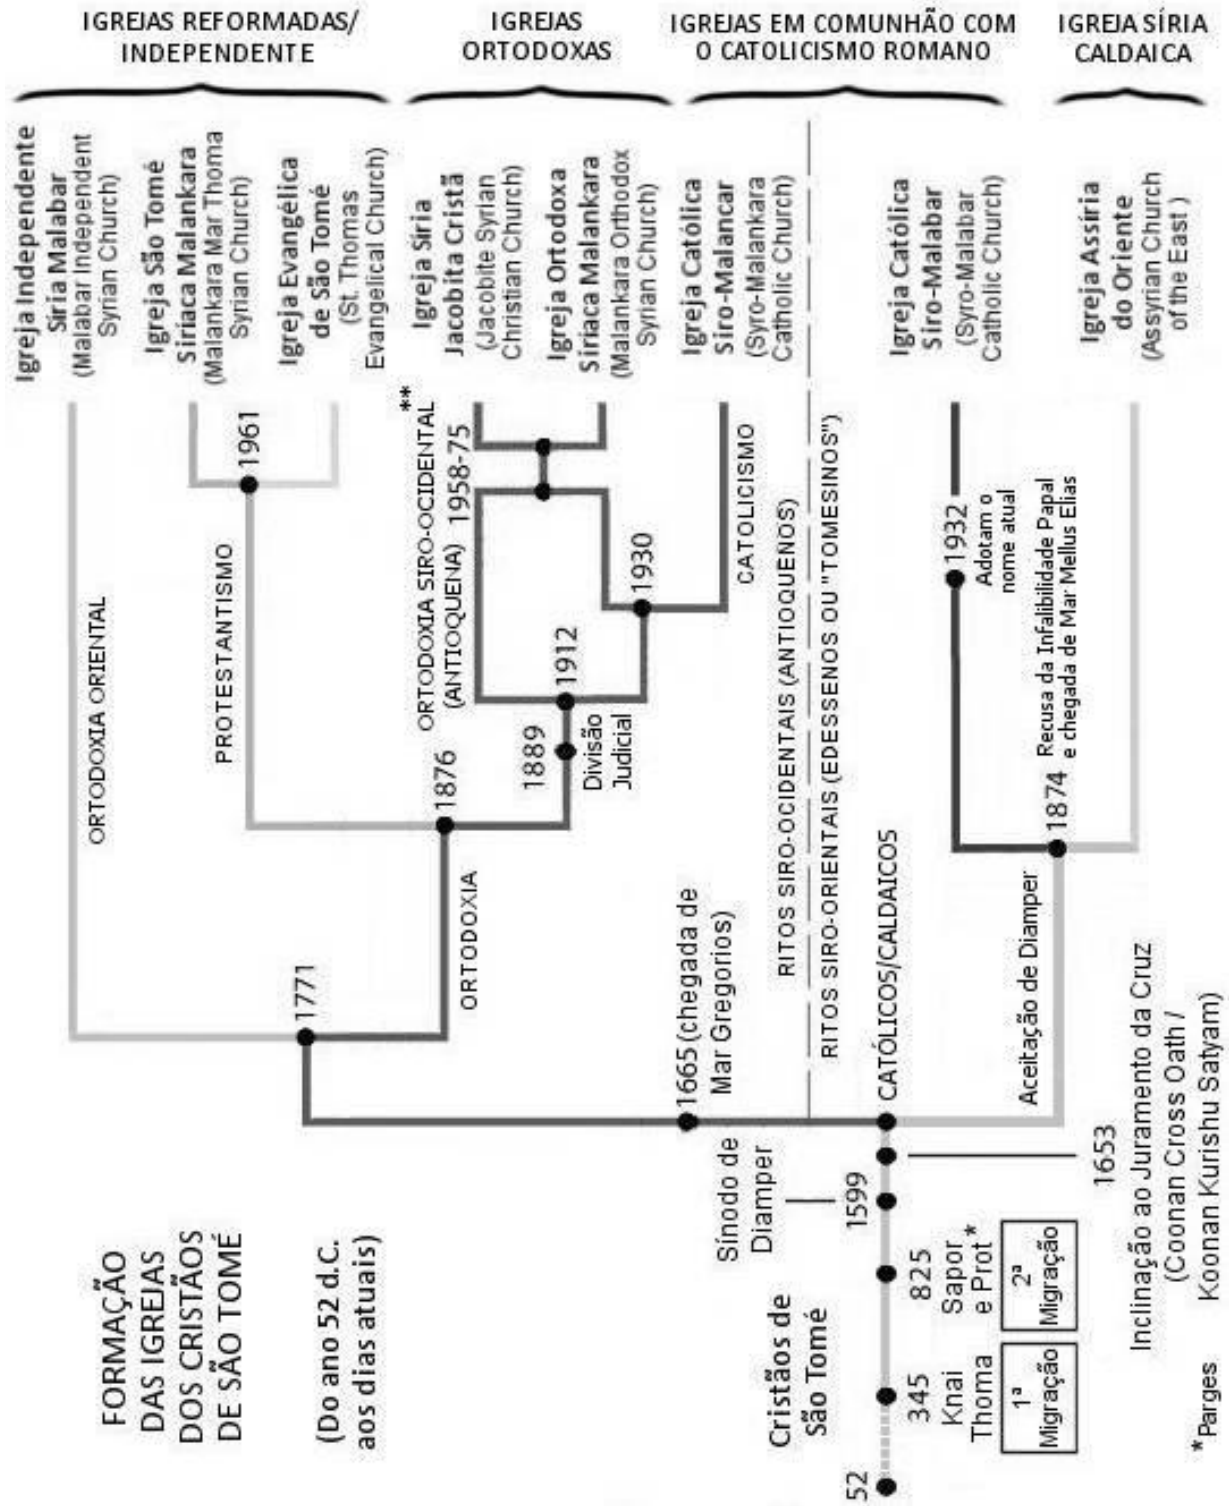 FORMAÇÃO
DAS IGREJAS
DOS CRISTÃOS
DE SÃO TOMÉ
(Do ano 52 d.C.
aos dias atuais)
IGREJAS REFORMADAS/
INDEPENDENTE
IGREJAS
ORTODOXAS
IGREJAS EM COMUNHÃO COM
O CATOLICISMO ROMANO
IGREJA SÍRIA
CALDAICA
Igreja Independente
Síria Malabar
(Malabar Independent
Syrian Church)
Igreja São Tomé
Siríaca Malankara
(Malankara Mar Thoma
Syrian Church)
Igreja Evangélica
de São Tomé
(St. Thomas
Evangelical Church)
Igreja Síria
Jacobita Cristã
(Jacobite Syrian
Christian Church)
Igreja Ortodoxa
Siríaca Malankara
(Malankara Orthodox
Syrian Church)
Igreja Católica
Siro-Malancar
(Syro-Malankara
Catholic Church)
Igreja Católica
Siro-Malabar
(Syro-Malabar
Catholic Church)
Igreja Assíria
do Oriente
(Assyrian Church
of the East )
ORTODOXIA ORIENTAL
PROTESTANTISMO
1961
1771
ORTODOXIA
1876
ORTODOXIA SIRO-OCIDENTAL **
(ANTIOQUENA)
1958-75
1889
Divisão
Judicial
1912
1930
CATOLICISMO
1665 (chegada de
Mar Gregorios)
RITOS SIRO-OCIDENTAIS (ANTIOQUENOS)
RITOS SIRO-ORIENTAIS (EDESSENOS OU "TOMESINOS")
CATÓLICOS/CALDAICOS
1932
Adotam o
nome atual
Aceitação de Diamper
1874
Recusa da Infalibilidade Papal
e chegada de Mar Mellus Elias
Cristãos de
São Tomé
52
345
Knai
Thoma
1ª
Migração
825
Sapor
e Prot *
2ª
Migração
Sínodo de
Diamper
1599
1653
Inclinação ao Juramento da Cruz
(Coonan Cross Oath /
Koonan Kurishu Satyam)
*Parges